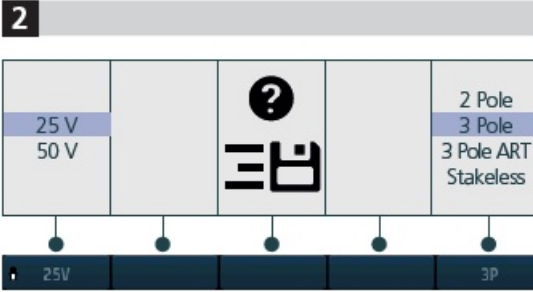 2
25 V
50 V
?
2 Pole
3 Pole
3 Pole ART
Stakeless
25V
3P